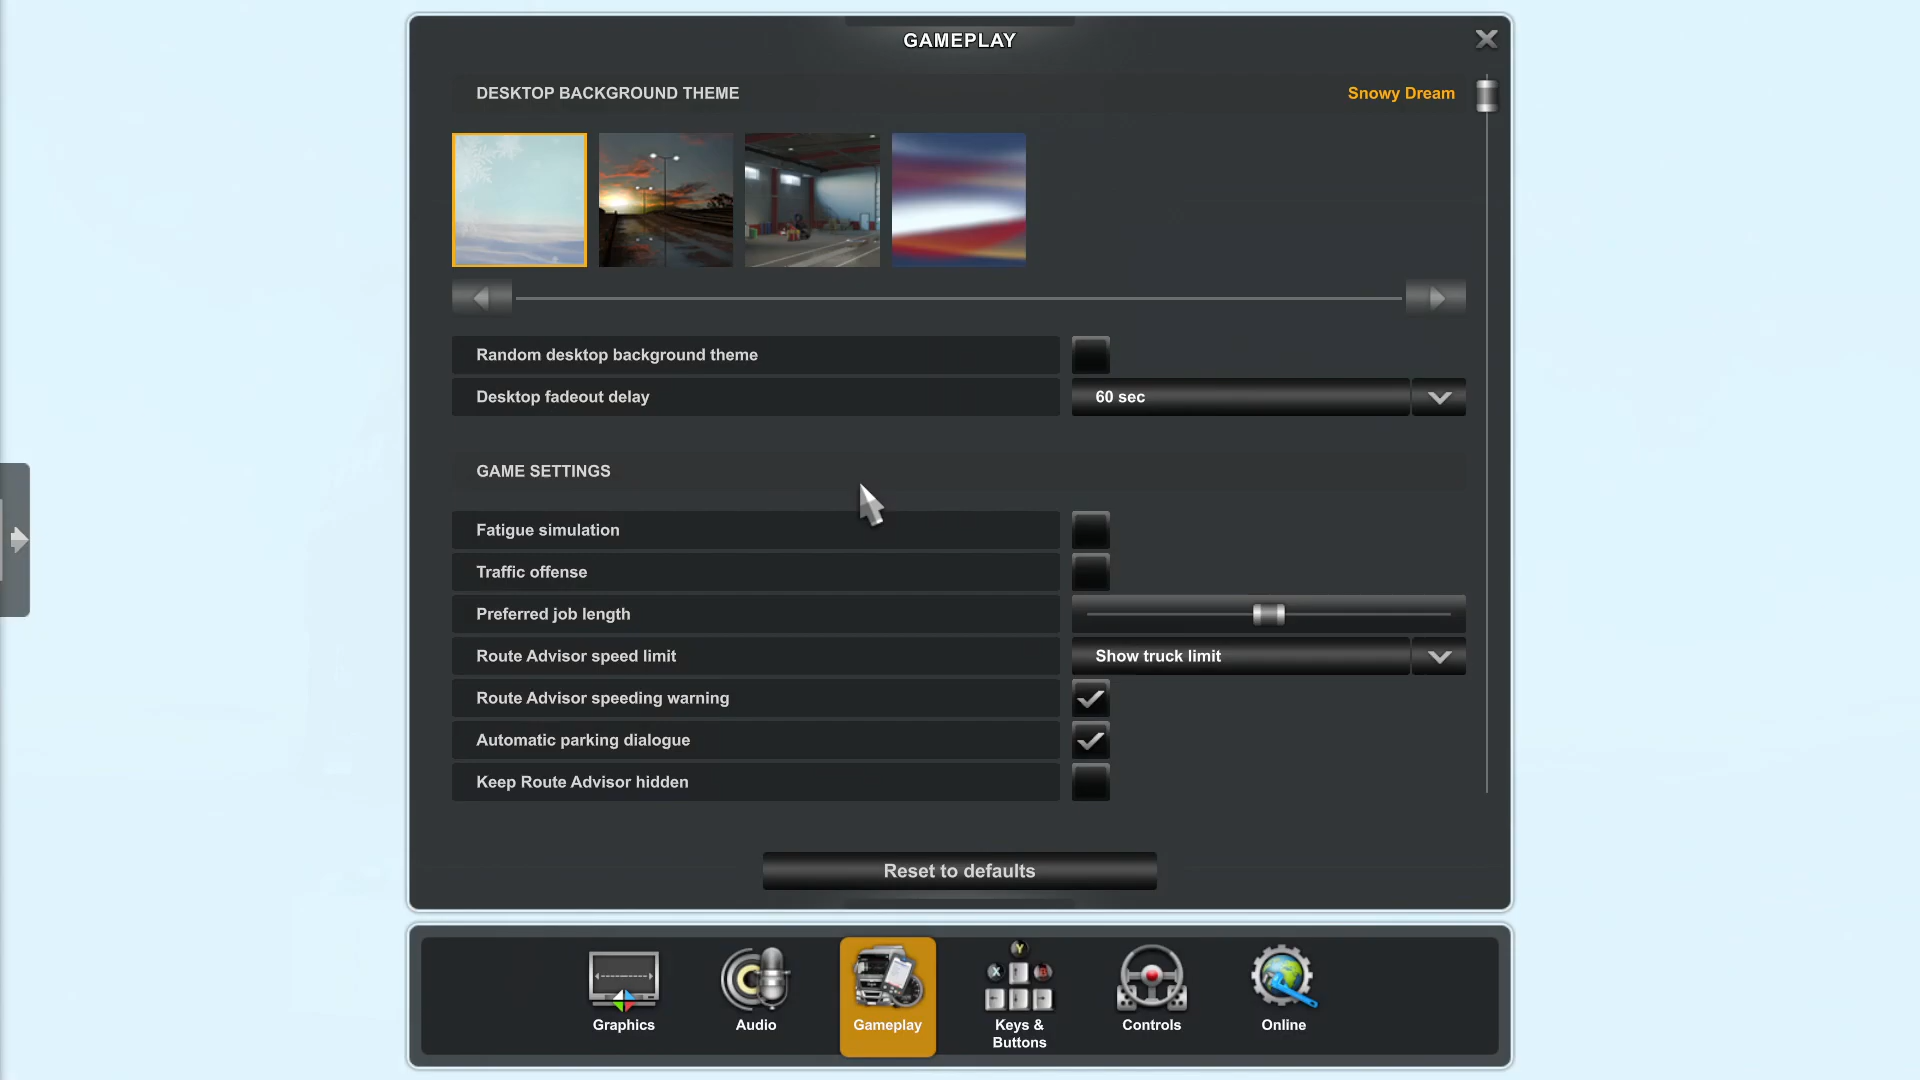 GAMEPLAY
DESKTOP BACKGROUND THEME
Snowy Dream
Random desktop background theme
Desktop fadeout delay
60 sec
GAME SETTINGS
Fatigue simulation
Traffic offense
Preferred job length
Route Advisor speed limit
Show truck limit
Route Advisor speeding warning
Automatic parking dialogue
Keep Route Advisor hidden
Reset to defaults
Y
X
B
Graphics
Audio
Gameplay
Keys &
Buttons
Controls
Online